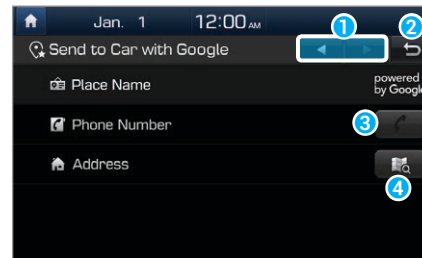 Jan. 1 12:00 AM
1 2
Send to Car with Google
Place Name
powered
by Google
Phone Number
3
Address
4